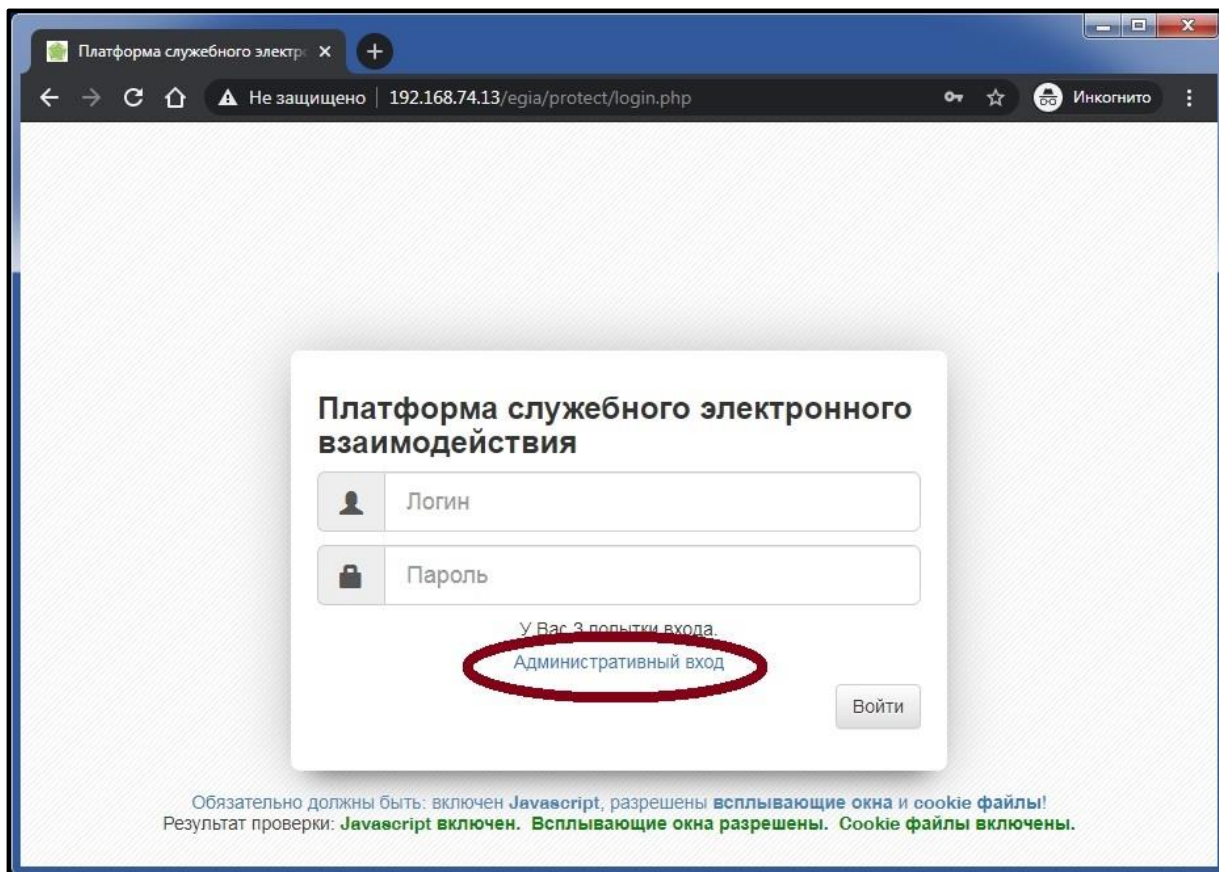 Платформа служебного электр
Не защищено | 192.168.74.13/egia/protect/login.php
Инкогнито
Платформа служебного электронного
взаимодействия
Логин
Пароль
У Вас 3 попытки входа.
Административный вход
Войти
Обязательно должны быть: включен Javascript, разрешены всплывающие окна и cookie файлы!
Результат проверки: Javascript включен. Всплывающие окна разрешены. Cookie файлы включены.